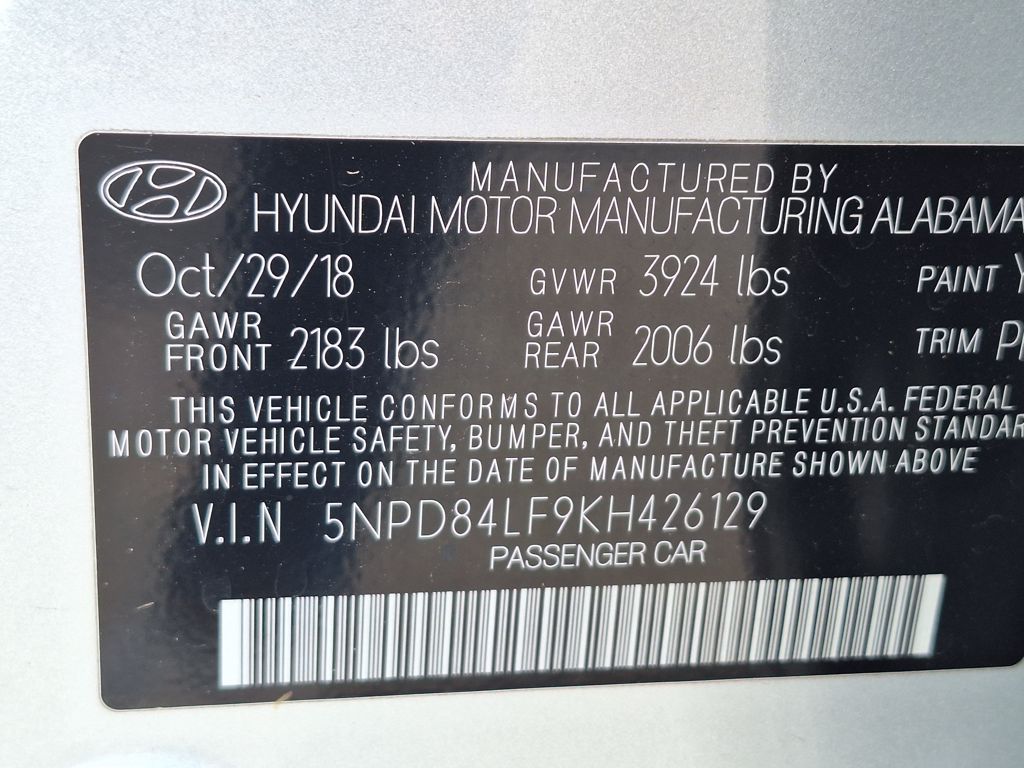 MANUFACTURED BY
HYUNDAI MOTOR MANUFACTURING ALABAMA
Oct/29/18 GVWR 3924 lbs PAINT
GAWR FRONT 2183 lbs GAWR REAR 2006 lbs TRIM
THIS VEHICLE CONFORMS TO ALL APPLICABLE U.S.A. FEDERAL
MOTOR VEHICLE SAFETY, BUMPER, AND THEFT PREVENTION STANDAR
IN EFFECT ON THE DATE OF MANUFACTURE SHOWN ABOVE
V.I.N 5NPD84LF9KH426129
PASSENGER CAR